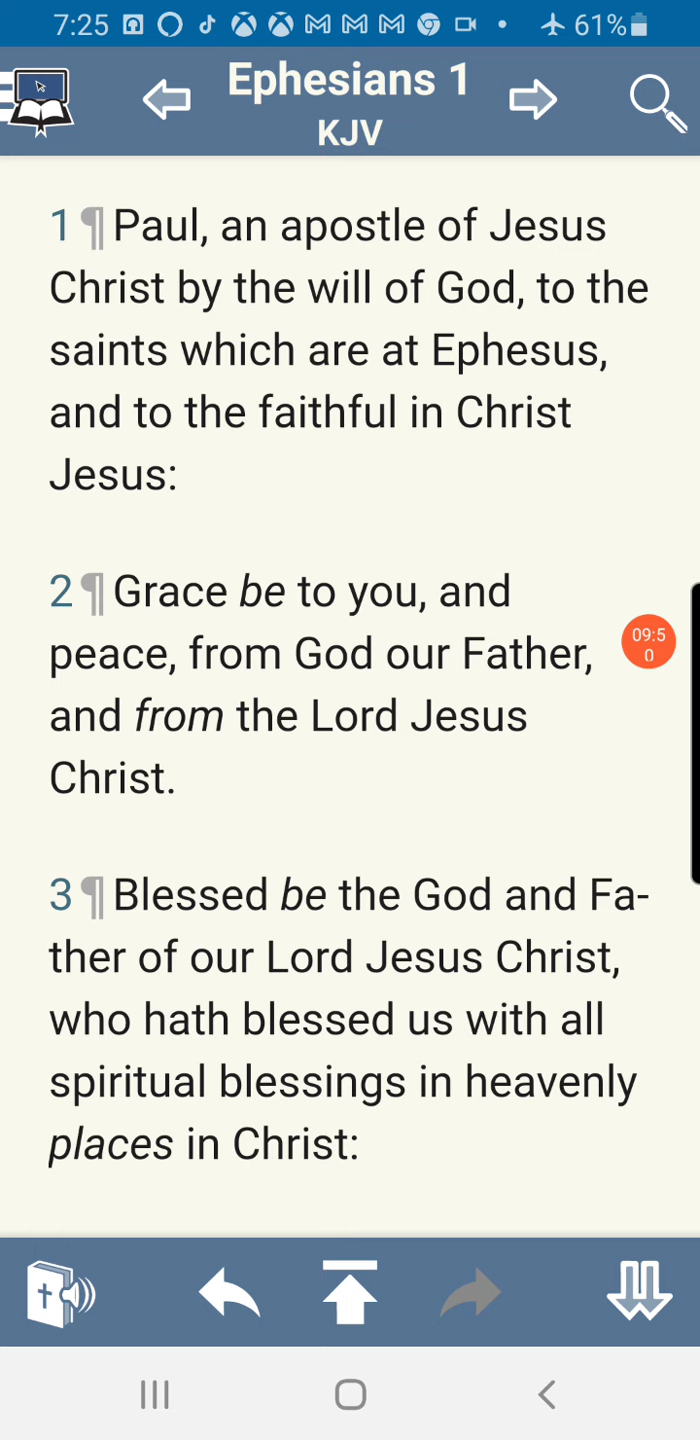 7:25 61%
Ephesians 1
KJV
1 ¶ Paul, an apostle of Jesus
Christ by the will of God, to the
saints which are at Ephesus,
and to the faithful in Christ
Jesus:
2 ¶ Grace be to you, and
peace, from God our Father,
and from the Lord Jesus
Christ.
09:5
0
3 ¶ Blessed be the God and Fa-
ther of our Lord Jesus Christ,
who hath blessed us with all
spiritual blessings in heavenly
places in Christ: